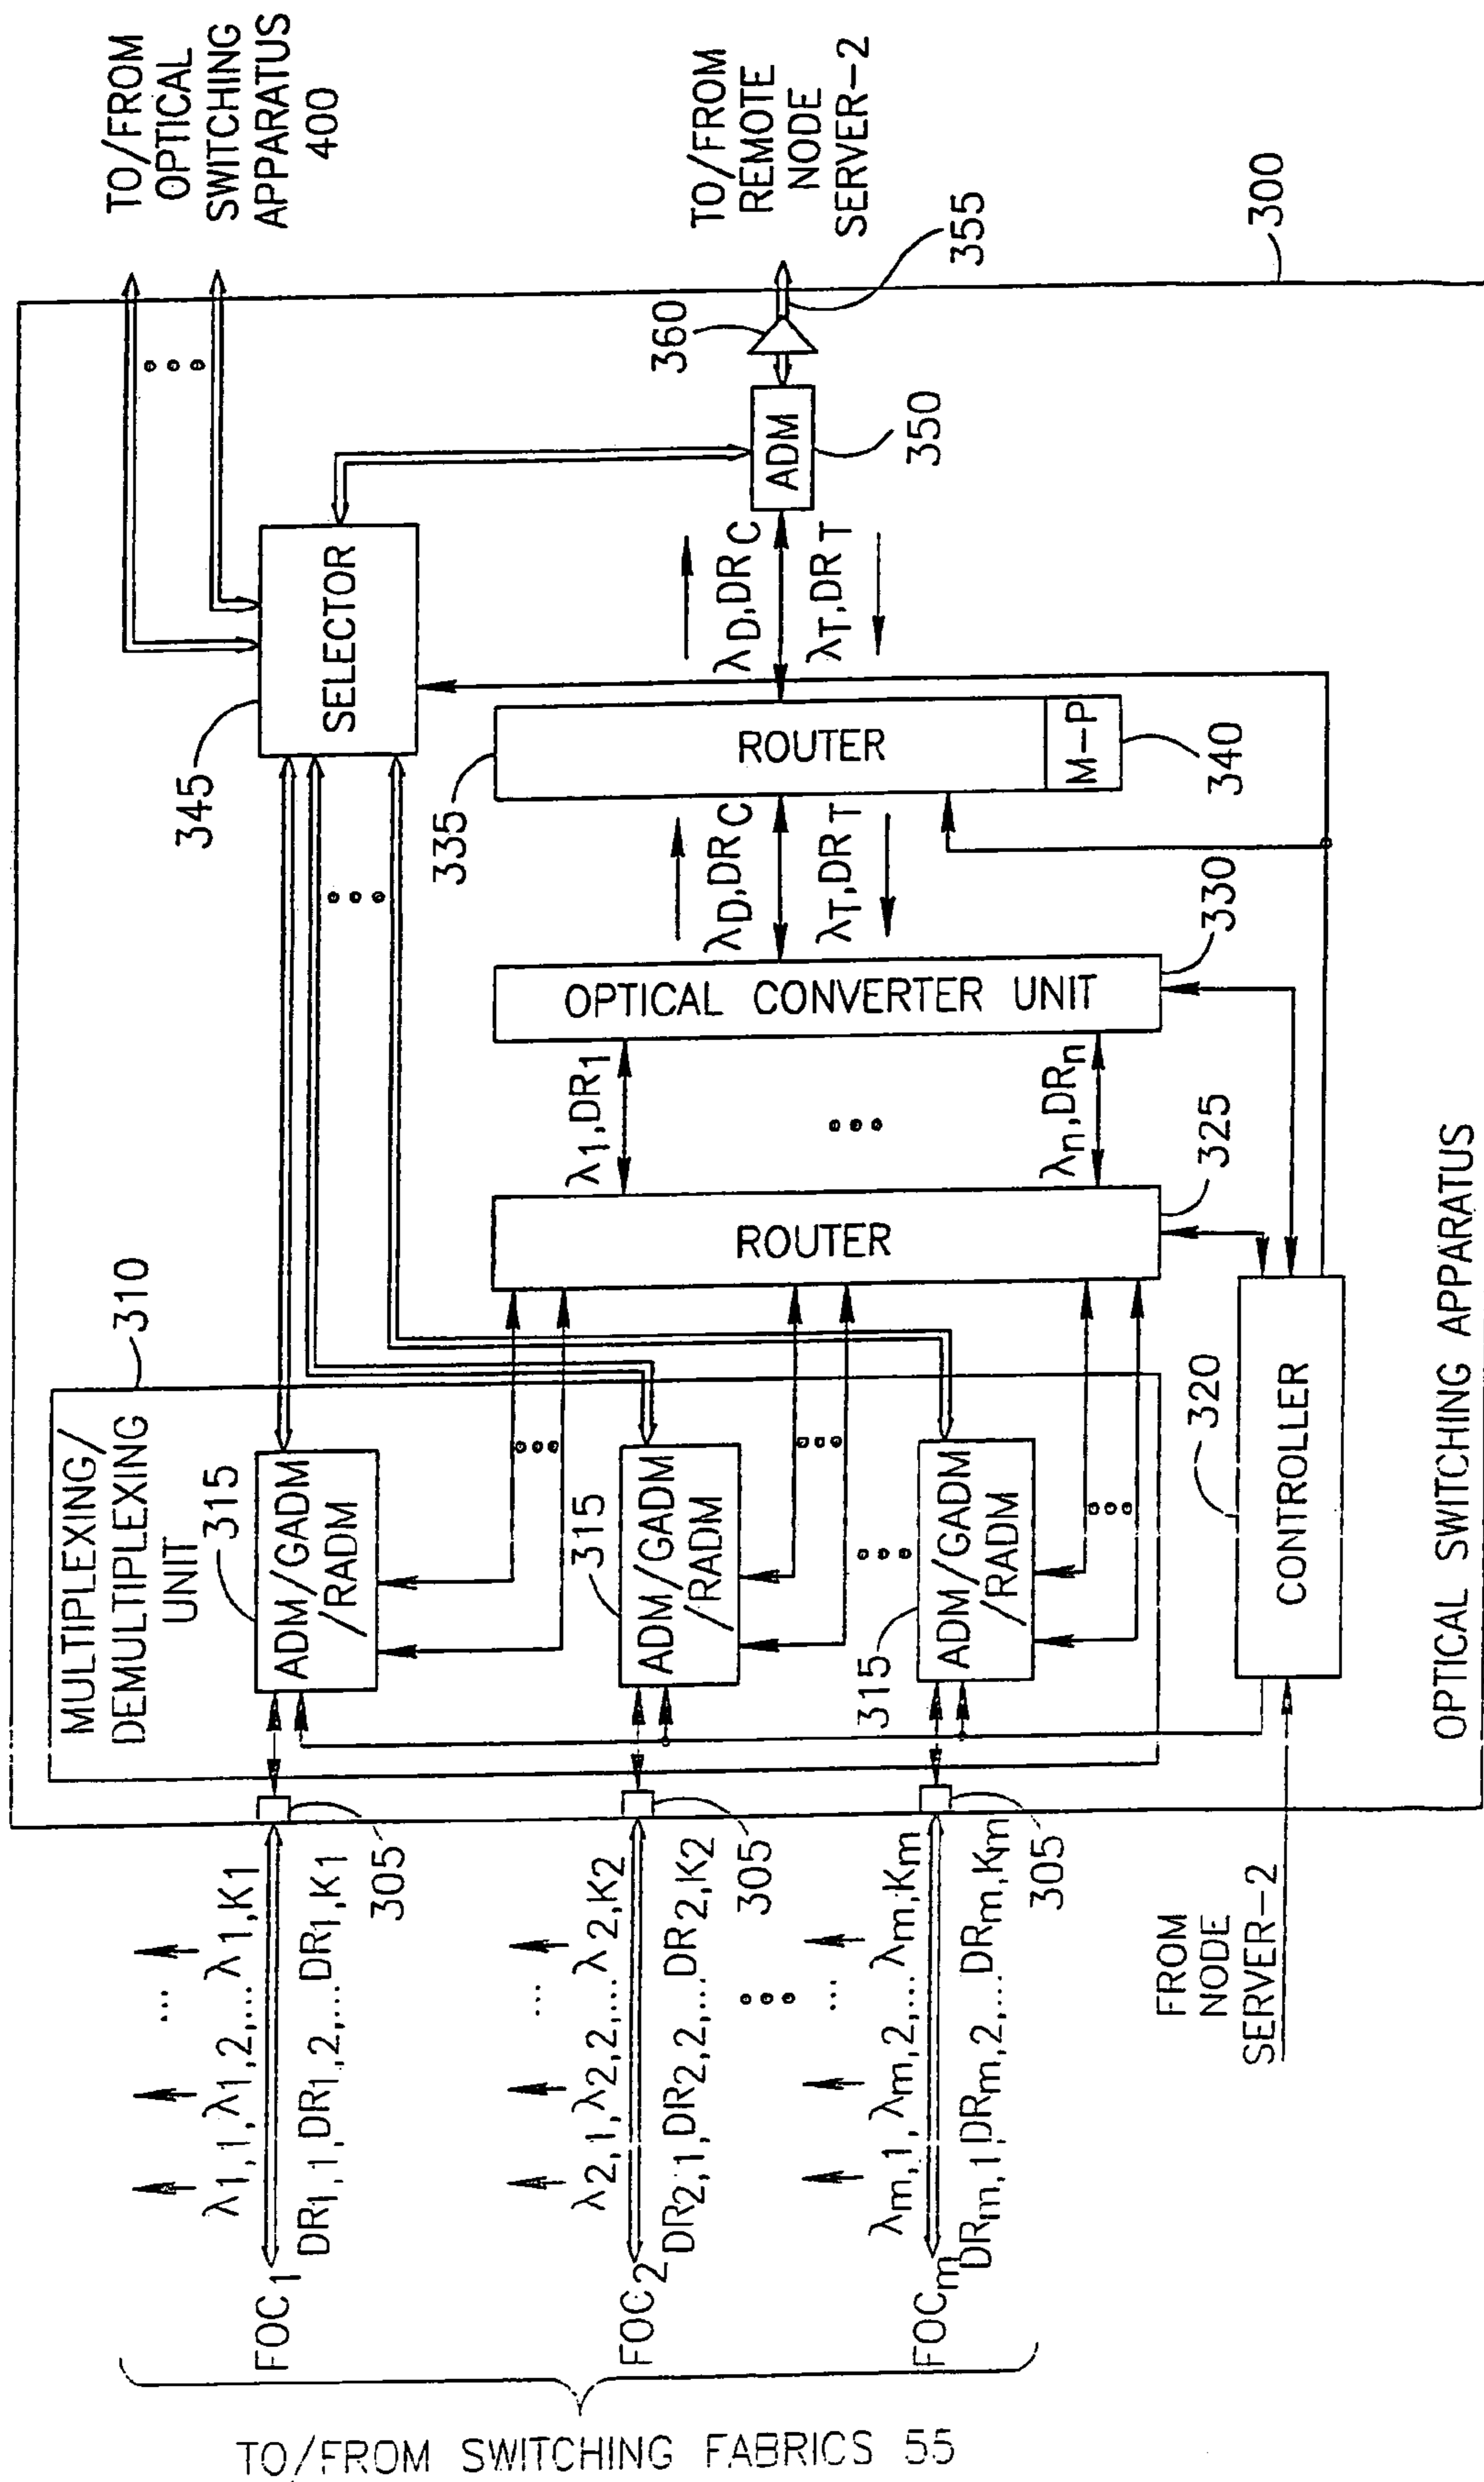 TO/FROM
OPTICAL
SWITCHING
APPARATUS
400
TO/FROM
REMOTE
NODE
SERVER-2
355
300
360
ADM
350
SELECTOR
345
λD,DRC
λT,DRT
ROUTER
M-P
335
340
λD,DRC
λT,DRT
OPTICAL CONVERTER UNIT
330
λ1,DR1
λn,DRn
ROUTER
325
310
MULTIPLEXING/
DEMULTIPLEXING
UNIT
315
ADM/GADM
/RADM
315
ADM/GADM
/RADM
315
ADM/GADM
/RADM
320
CONTROLLER
OPTICAL SWITCHING APPARATUS
305
305
305
FROM
NODE
SERVER-2
... 
λ1,1,λ1,2,... λ1,K1
DR1,1,DR1,2,... DR1,K1
FOC1
...
λ2,1,λ2,2,... λ2,K2
DR2,1,DR2,2,... DR2,K2
FOC2
...
λm,1,λm,2,... λm,Km
DRm,1,DRm,2,... DRm,Km
FOCm
TO/FROM SWITCHING FABRICS 55